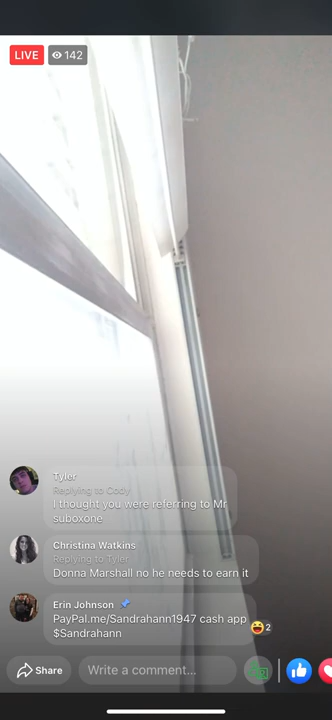 LIVE 142
Tyler
Replying to Cody
I thought you were referring to Mr
suboxone
Christina Watkins
Replying to Tyler
Donna Marshall no he needs to earn it
Erin Johnson
PayPal.me/Sandrahann1947 cash app
$Sandrahann
2
Share
Write a comment...